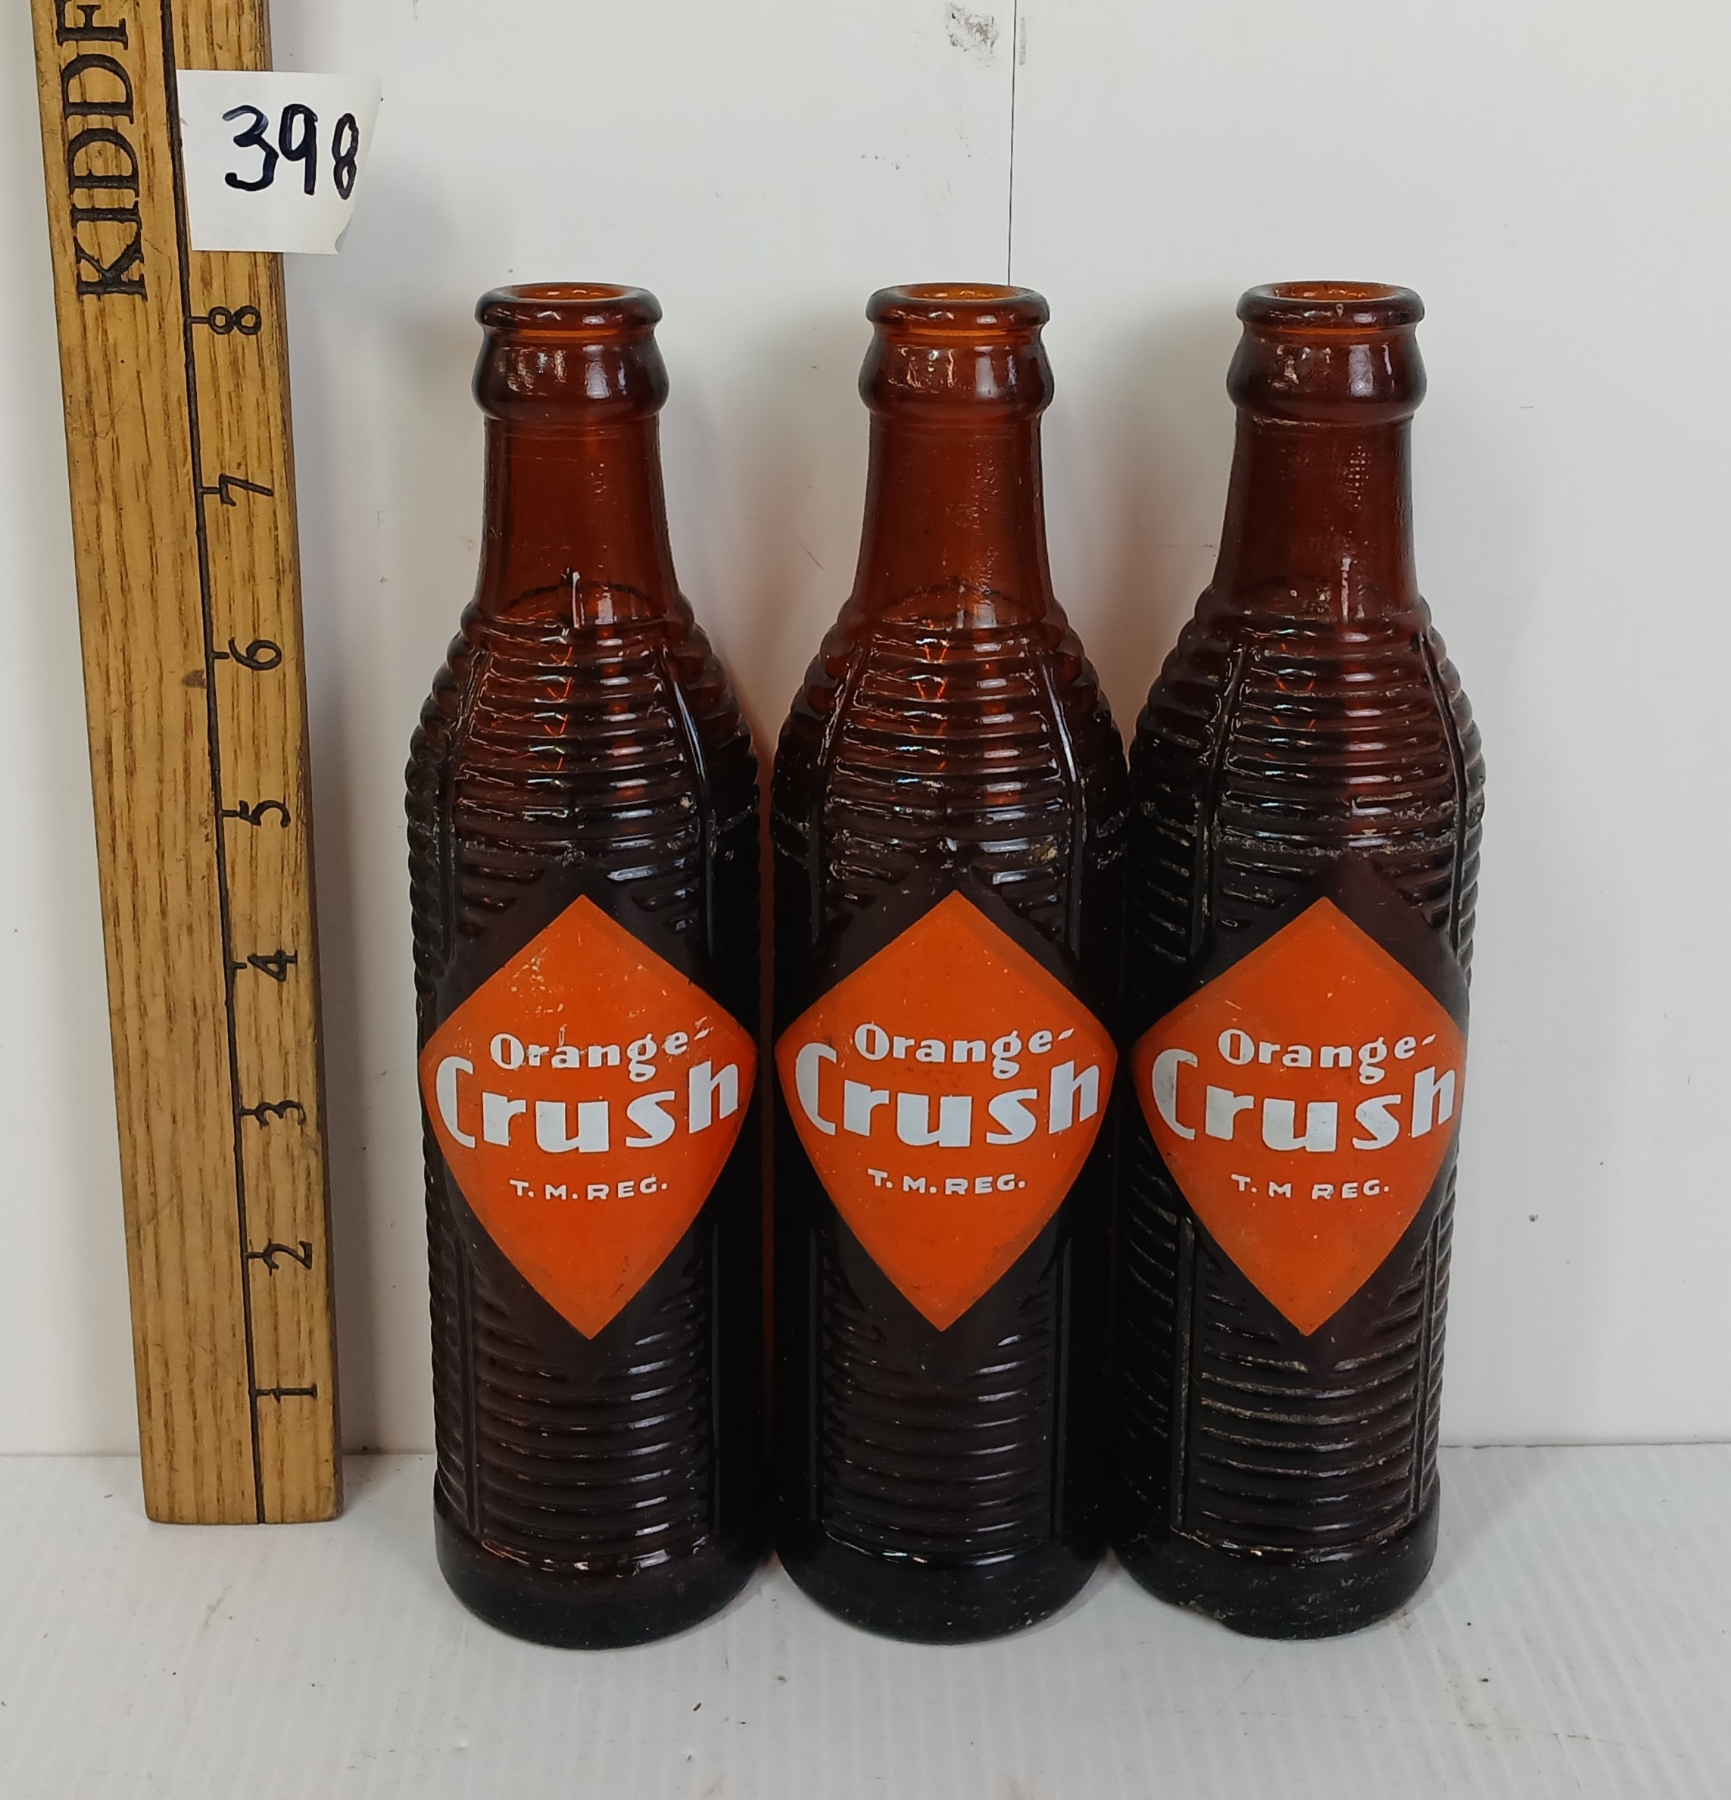 KIDDE
398
8
7
6
5
4
3
2
1
Orange-
Crush
T.M.REG.
Orange-
Crush
T.M.REG.
Orange-
Crush
T.M REG.